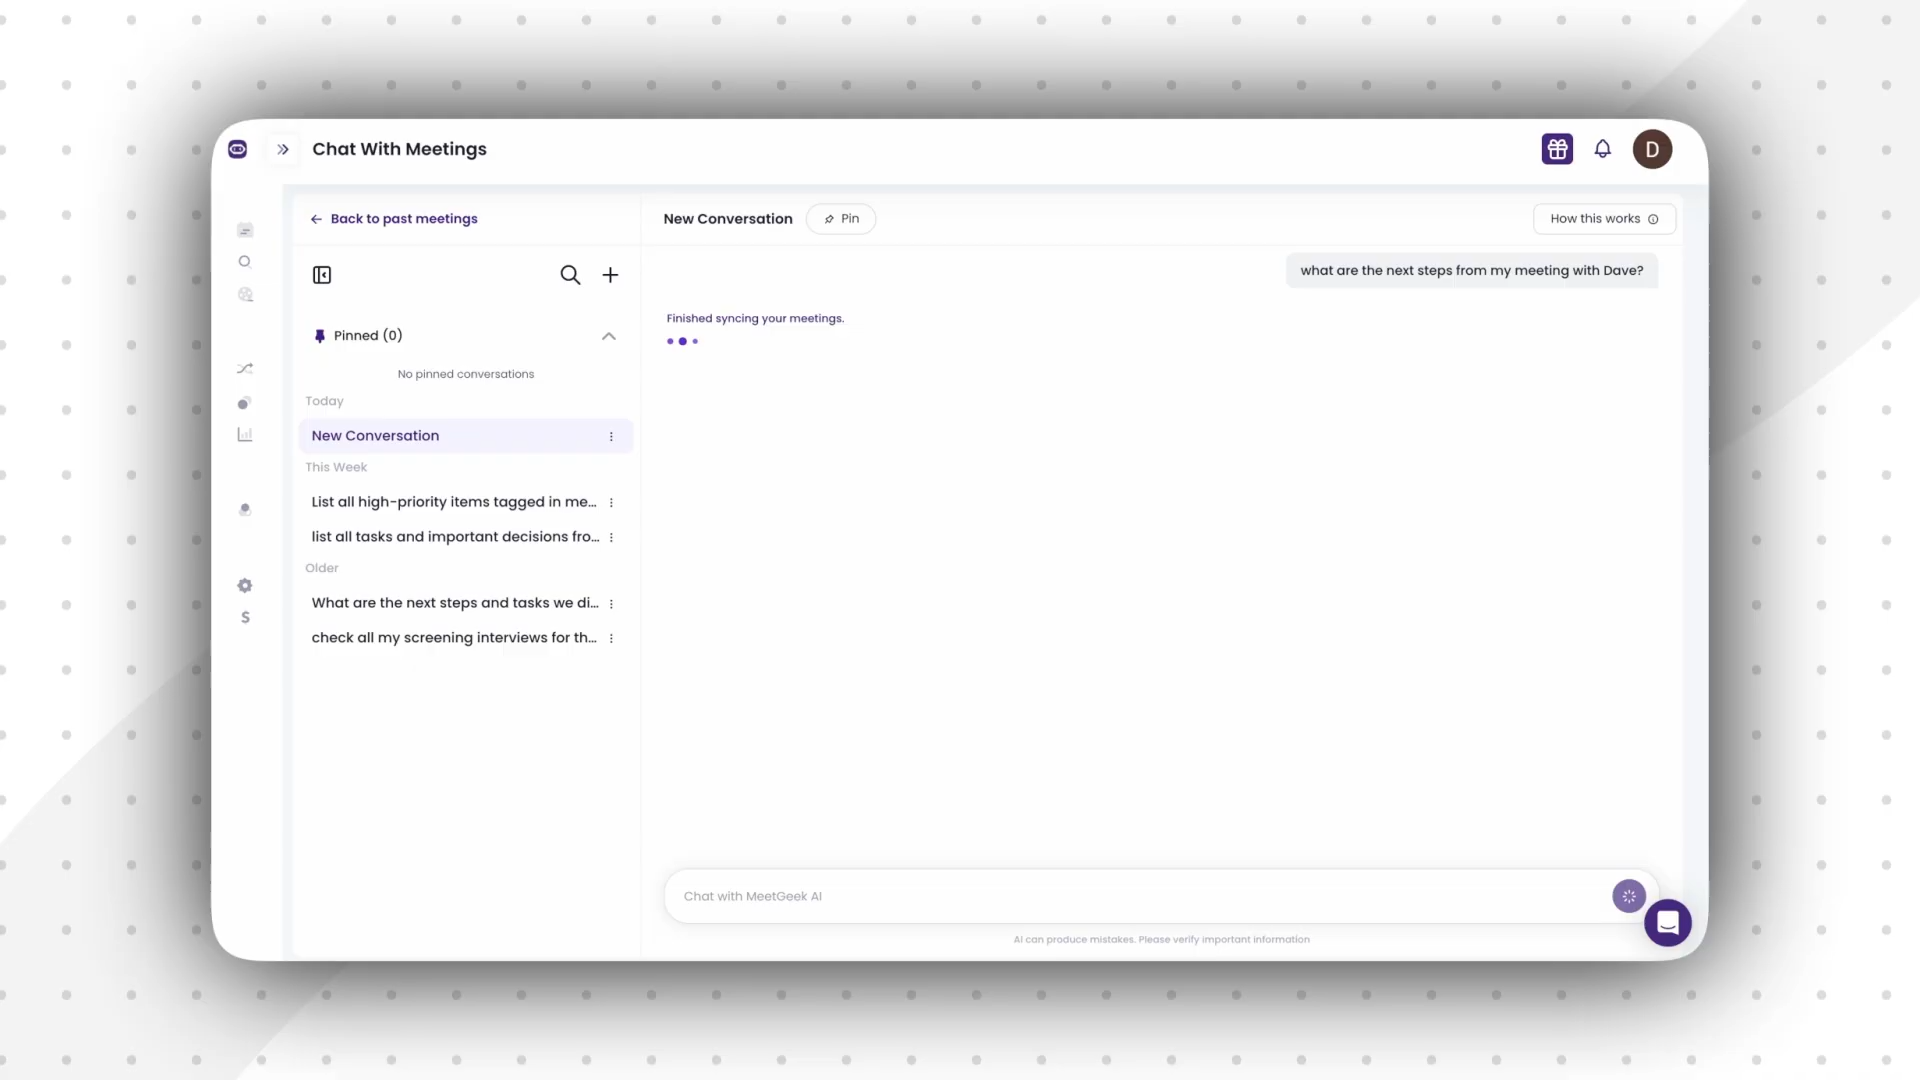 Chat With Meetings
D
Back to past meetings
New Conversation
Pin
How this works
what are the next steps from my meeting with Dave?
Finished syncing your meetings.
Pinned (0)
No pinned conversations
Today
New Conversation
This Week
List all high-priority items tagged in me...
list all tasks and important decisions fro...
Older
What are the next steps and tasks we di...
check all my screening interviews for th...
Chat with MeetGeek AI
AI can produce mistakes. Please verify important information